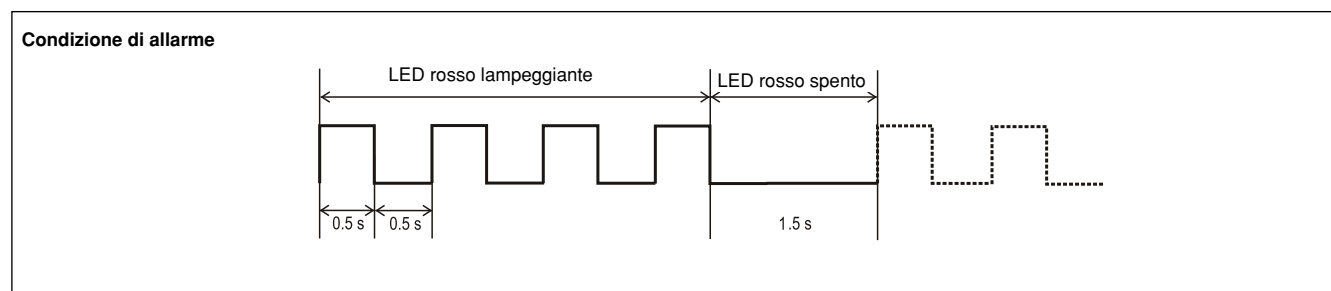 Condizione di allarme
LED rosso lampeggiante
LED rosso spento
0.5 s
0.5 s
1.5 s